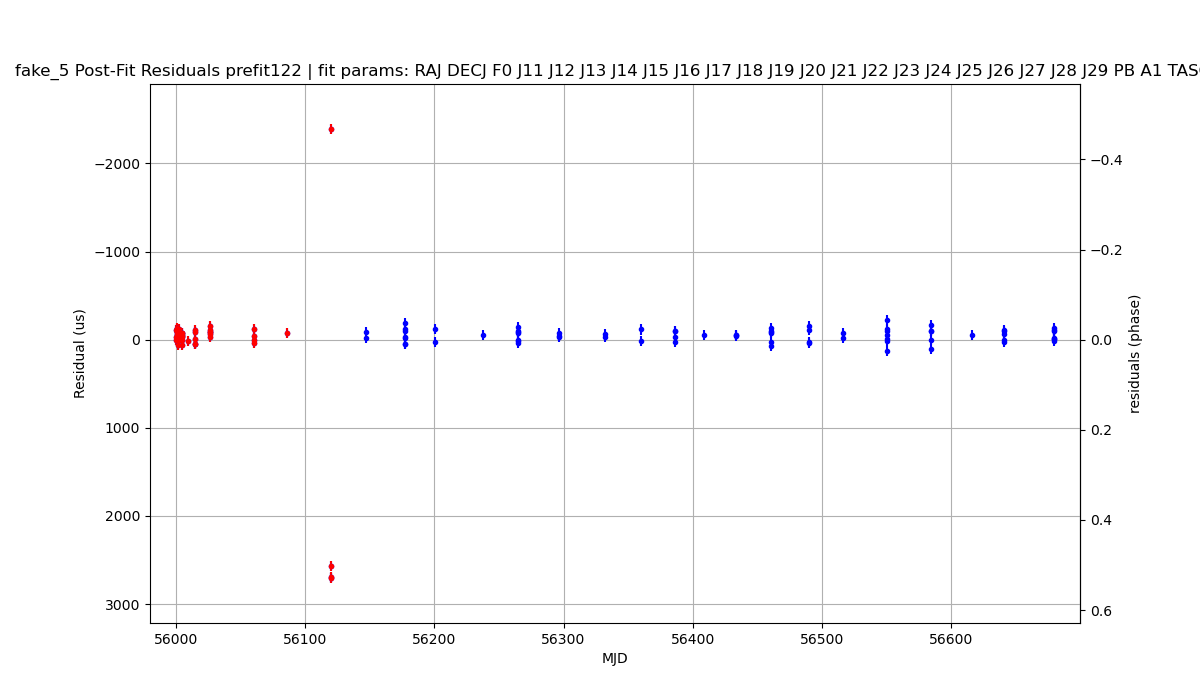 fake_5 Post-Fit Residuals prefit122 | fit params: RAJ DECJ F0 J11 J12 J13 J14 J15 J16 J17 J18 J19 J20 J21 J22 J23 J24 J25 J26 J27 J28 J29 PB A1
−2000
−1000
0
1000
2000
3000
Residual (us)
−0.4
−0.2
0.0
0.2
0.4
0.6
residuals (phase)
56000 56100 56200 56300 56400 56500 56600
MJD